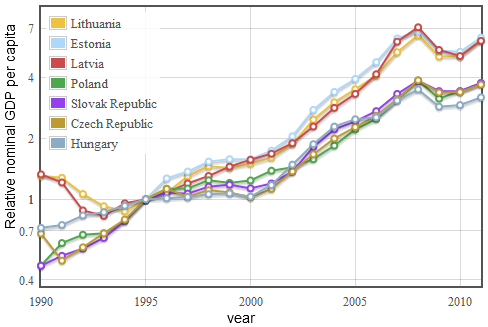 Relative nominal GDP per capita
7
4
2
1
0.7
0.4
Lithuania
Estonia
Latvia
Poland
Slovak Republic
Czech Republic
Hungary
1990 1995 2000 2005 2010
year